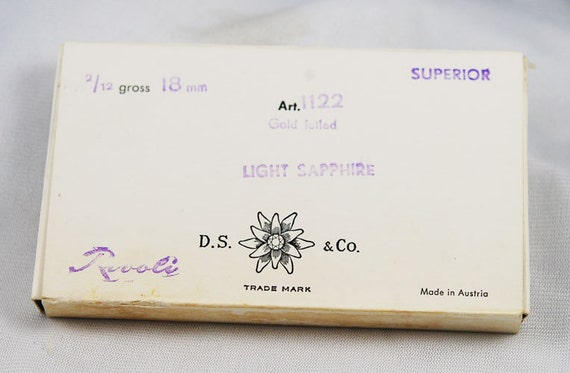 2/12 gross 18 mm
SUPERIOR
Art. 1122
Gold foiled
LIGHT SAPPHIRE
D.S. & Co.
Rivoli
TRADE MARK
Made in Austria